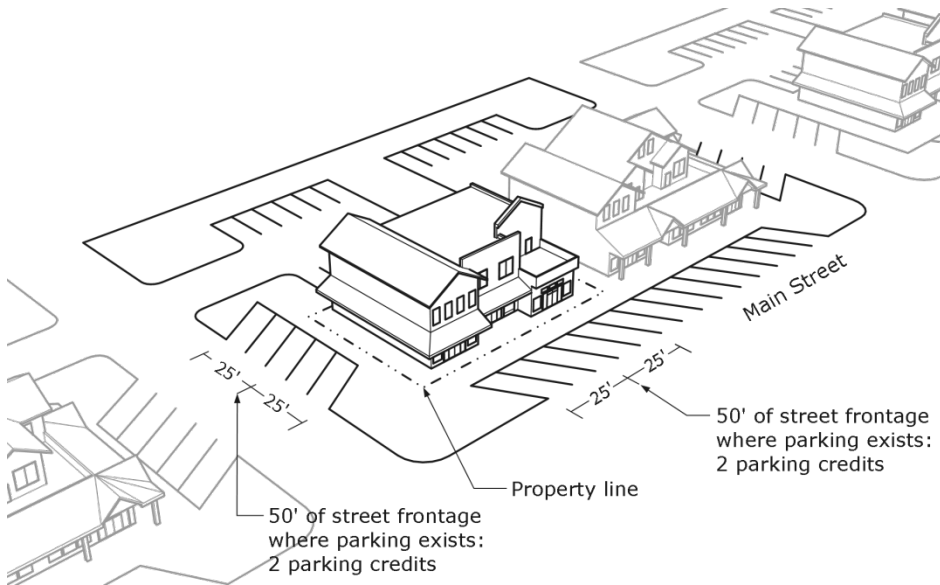 Main Street
25' 25'
25' 25'
50' of street frontage
where parking exists:
2 parking credits
Property line
50' of street frontage
where parking exists:
2 parking credits